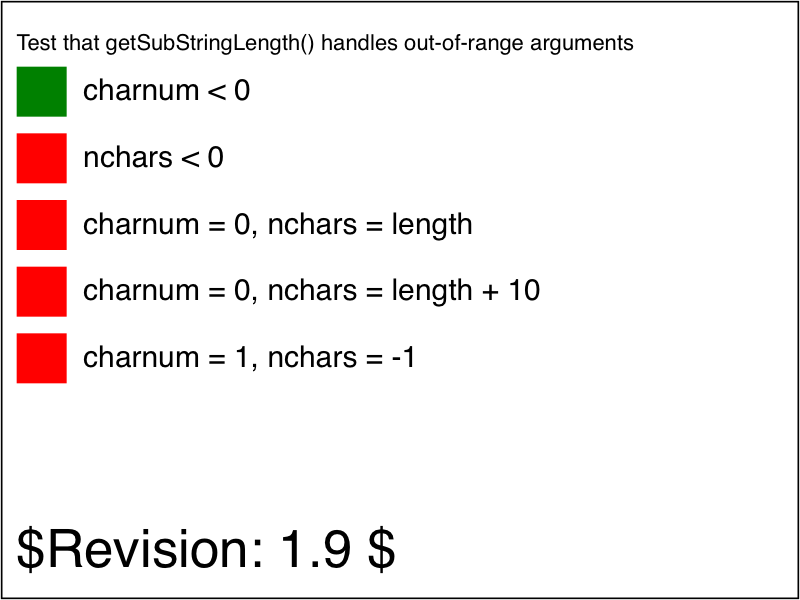 Test that getSubStringLength() handles out-of-range arguments
charnum < 0
nchars < 0
charnum = 0, nchars = length
charnum = 0, nchars = length + 10
charnum = 1, nchars = -1
$Revision: 1.9 $